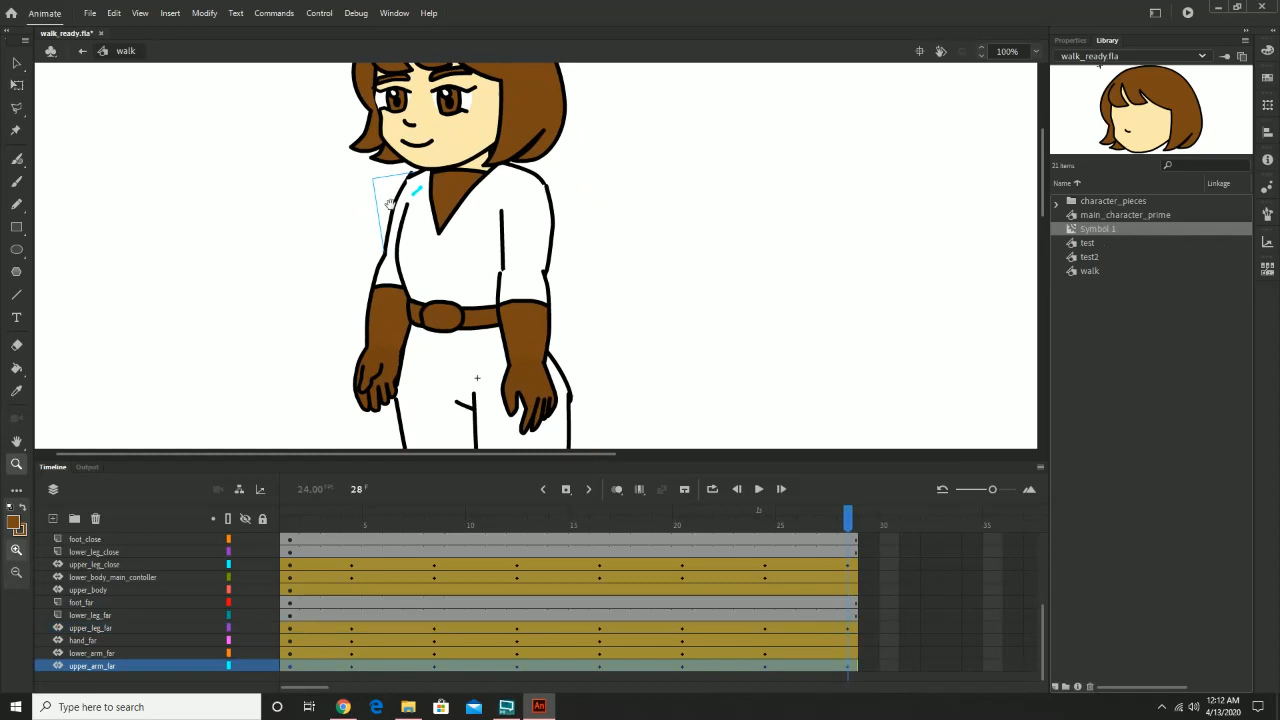 Animate File Edit View Insert Modify Text Commands Control Debug Window Help
walk_ready.fla*
walk 100%
Properties Library
walk_ready.fla
21 items
Name Linkage
character_pieces
main_character_prime
Symbol 1
test
test2
walk
Timeline Output
24.00 FPS 28 F
1s
5 10 15 20 25 30 35
foot_close
lower_leg_close
upper_leg_close
lower_body_main_contoller
upper_body
foot_far
lower_leg_far
upper_leg_far
hand_far
lower_arm_far
upper_arm_far
Type here to search
An
12:12 AM
4/13/2020